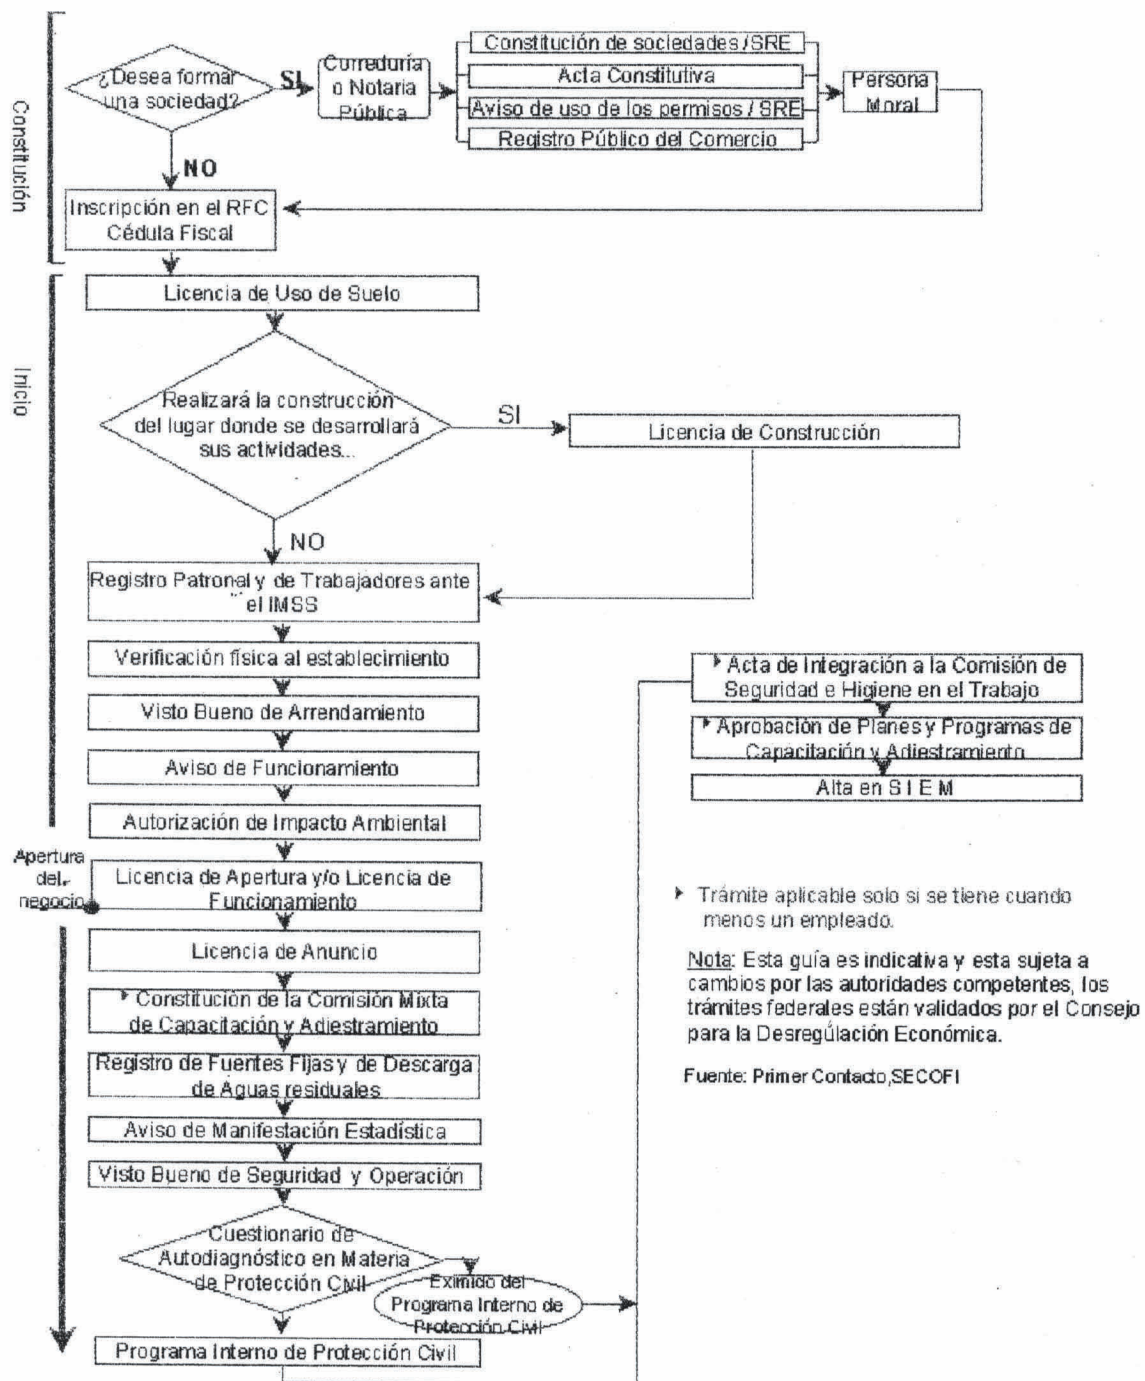 Constitución
¿Desea formar
una sociedad?
SI
Correduría
o Notaria
Pública
Constitución de sociedades /SRE
Acta Constitutiva
Aviso de uso de los permisos / SRE
Registro Público del Comercio
Persona
Moral
NO
Inscripción en el RFC
Cédula Fiscal
Inicio
Licencia de Uso de Suelo
Realizará la construcción
del lugar donde se desarrollará
sus actividades...
SI
Licencia de Construcción
NO
Registro Patronal y de Trabajadores ante
el IMSS
Verificación física al establecimiento
Visto Bueno de Arrendamiento
Aviso de Funcionamiento
Autorización de Impacto Ambiental
Apertura
del
negocio
Licencia de Apertura y/o Licencia de
Funcionamiento
Licencia de Anuncio
Constitución de la Comisión Mixta
de Capacitación y Adiestramiento
Registro de Fuentes Fijas y de Descarga
de Aguas residuales
Aviso de Manifestación Estadística
Visto Bueno de Seguridad y Operación
Cuestionario de
Autodiagnóstico en Materia
de Protección Civil
Eximido del
Programa Interno de
Protección Civil
Programa Interno de Protección Civil
Acta de Integración a la Comisión de
Seguridad e Higiene en el Trabajo
Aprobación de Planes y Programas de
Capacitación y Adiestramiento
Alta en S I E M
Trámite aplicable solo si se tiene cuando
menos un empleado.
Nota: Esta guía es indicativa y esta sujeta a
cambios por las autoridades competentes, los
trámites federales están validados por el Consejo
para la Desregulación Económica.
Fuente: Primer Contacto,SECOFI